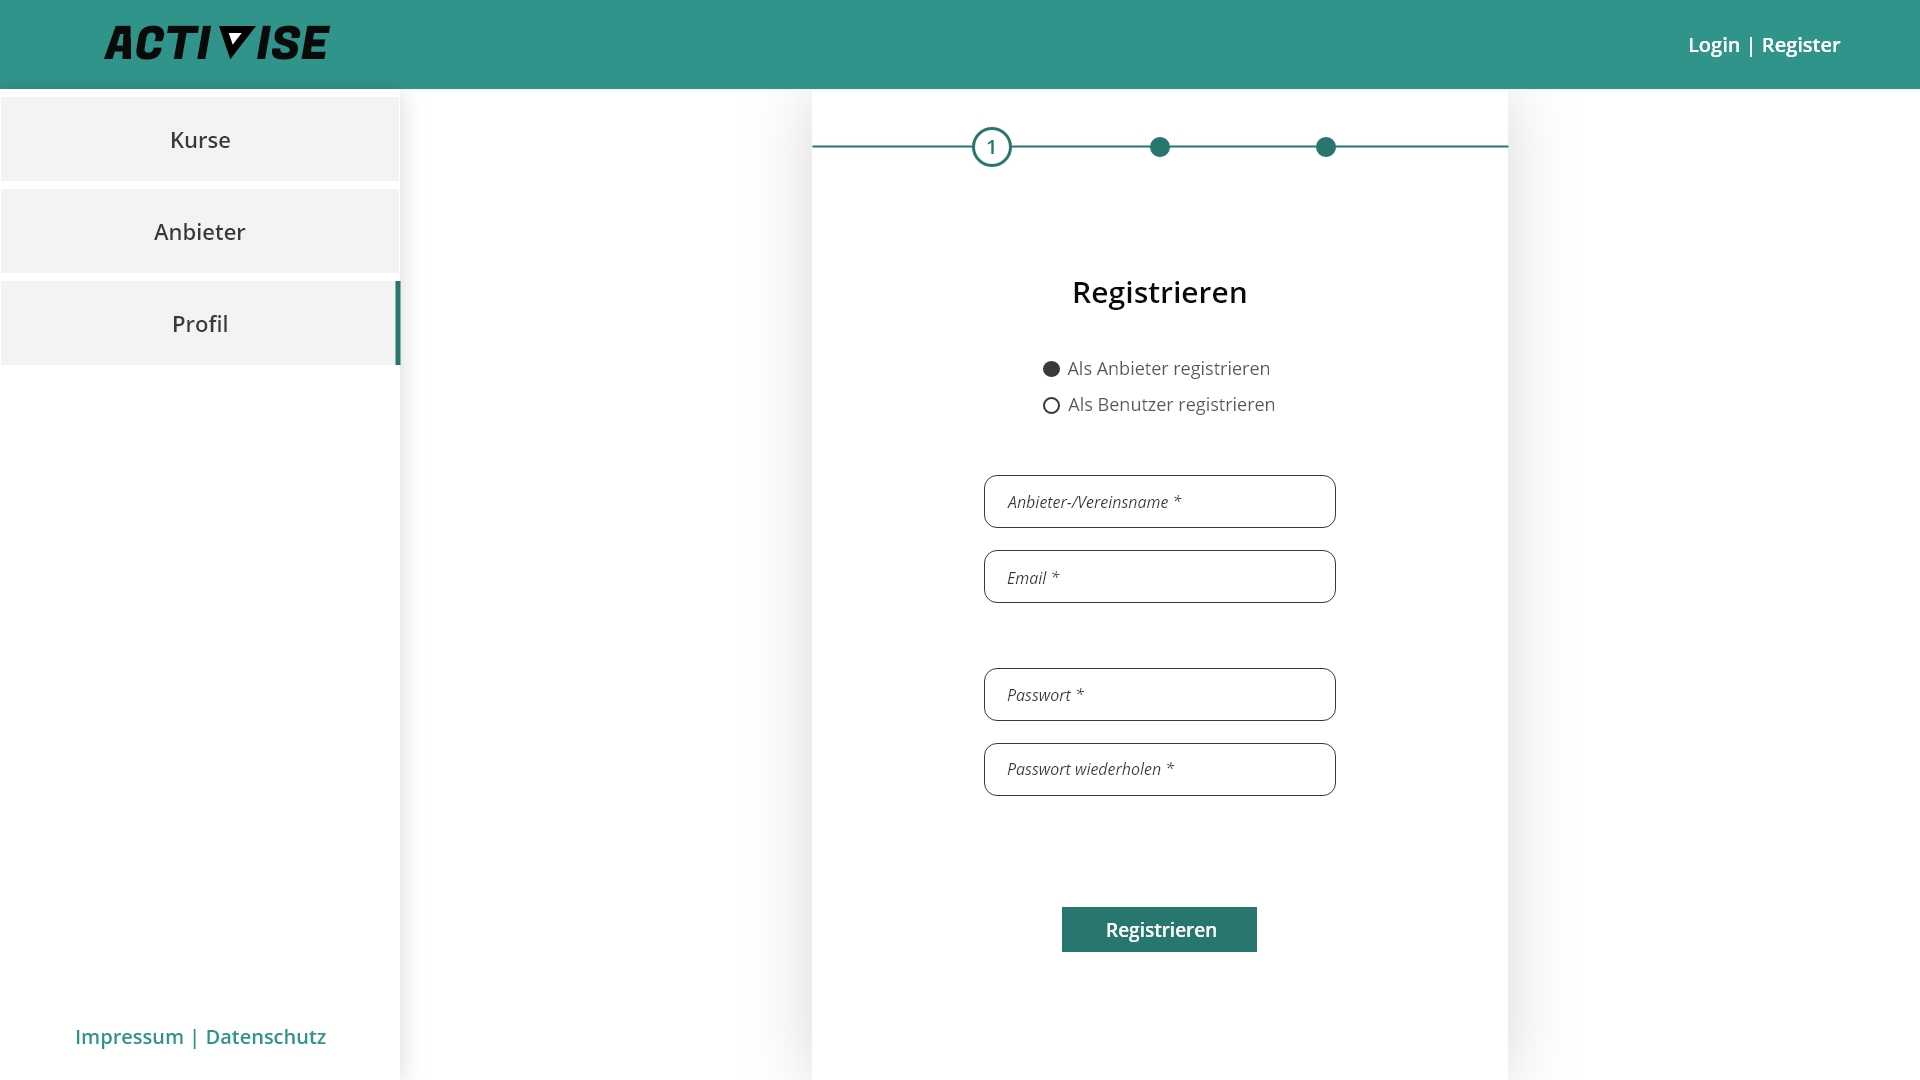 ACTIVISE
Login | Register
Kurse
Anbieter
Profil
Impressum | Datenschutz
1
Registrieren
Als Anbieter registrieren
Als Benutzer registrieren
Anbieter-/Vereinsname *
Email *
Passwort *
Passwort wiederholen *
Registrieren